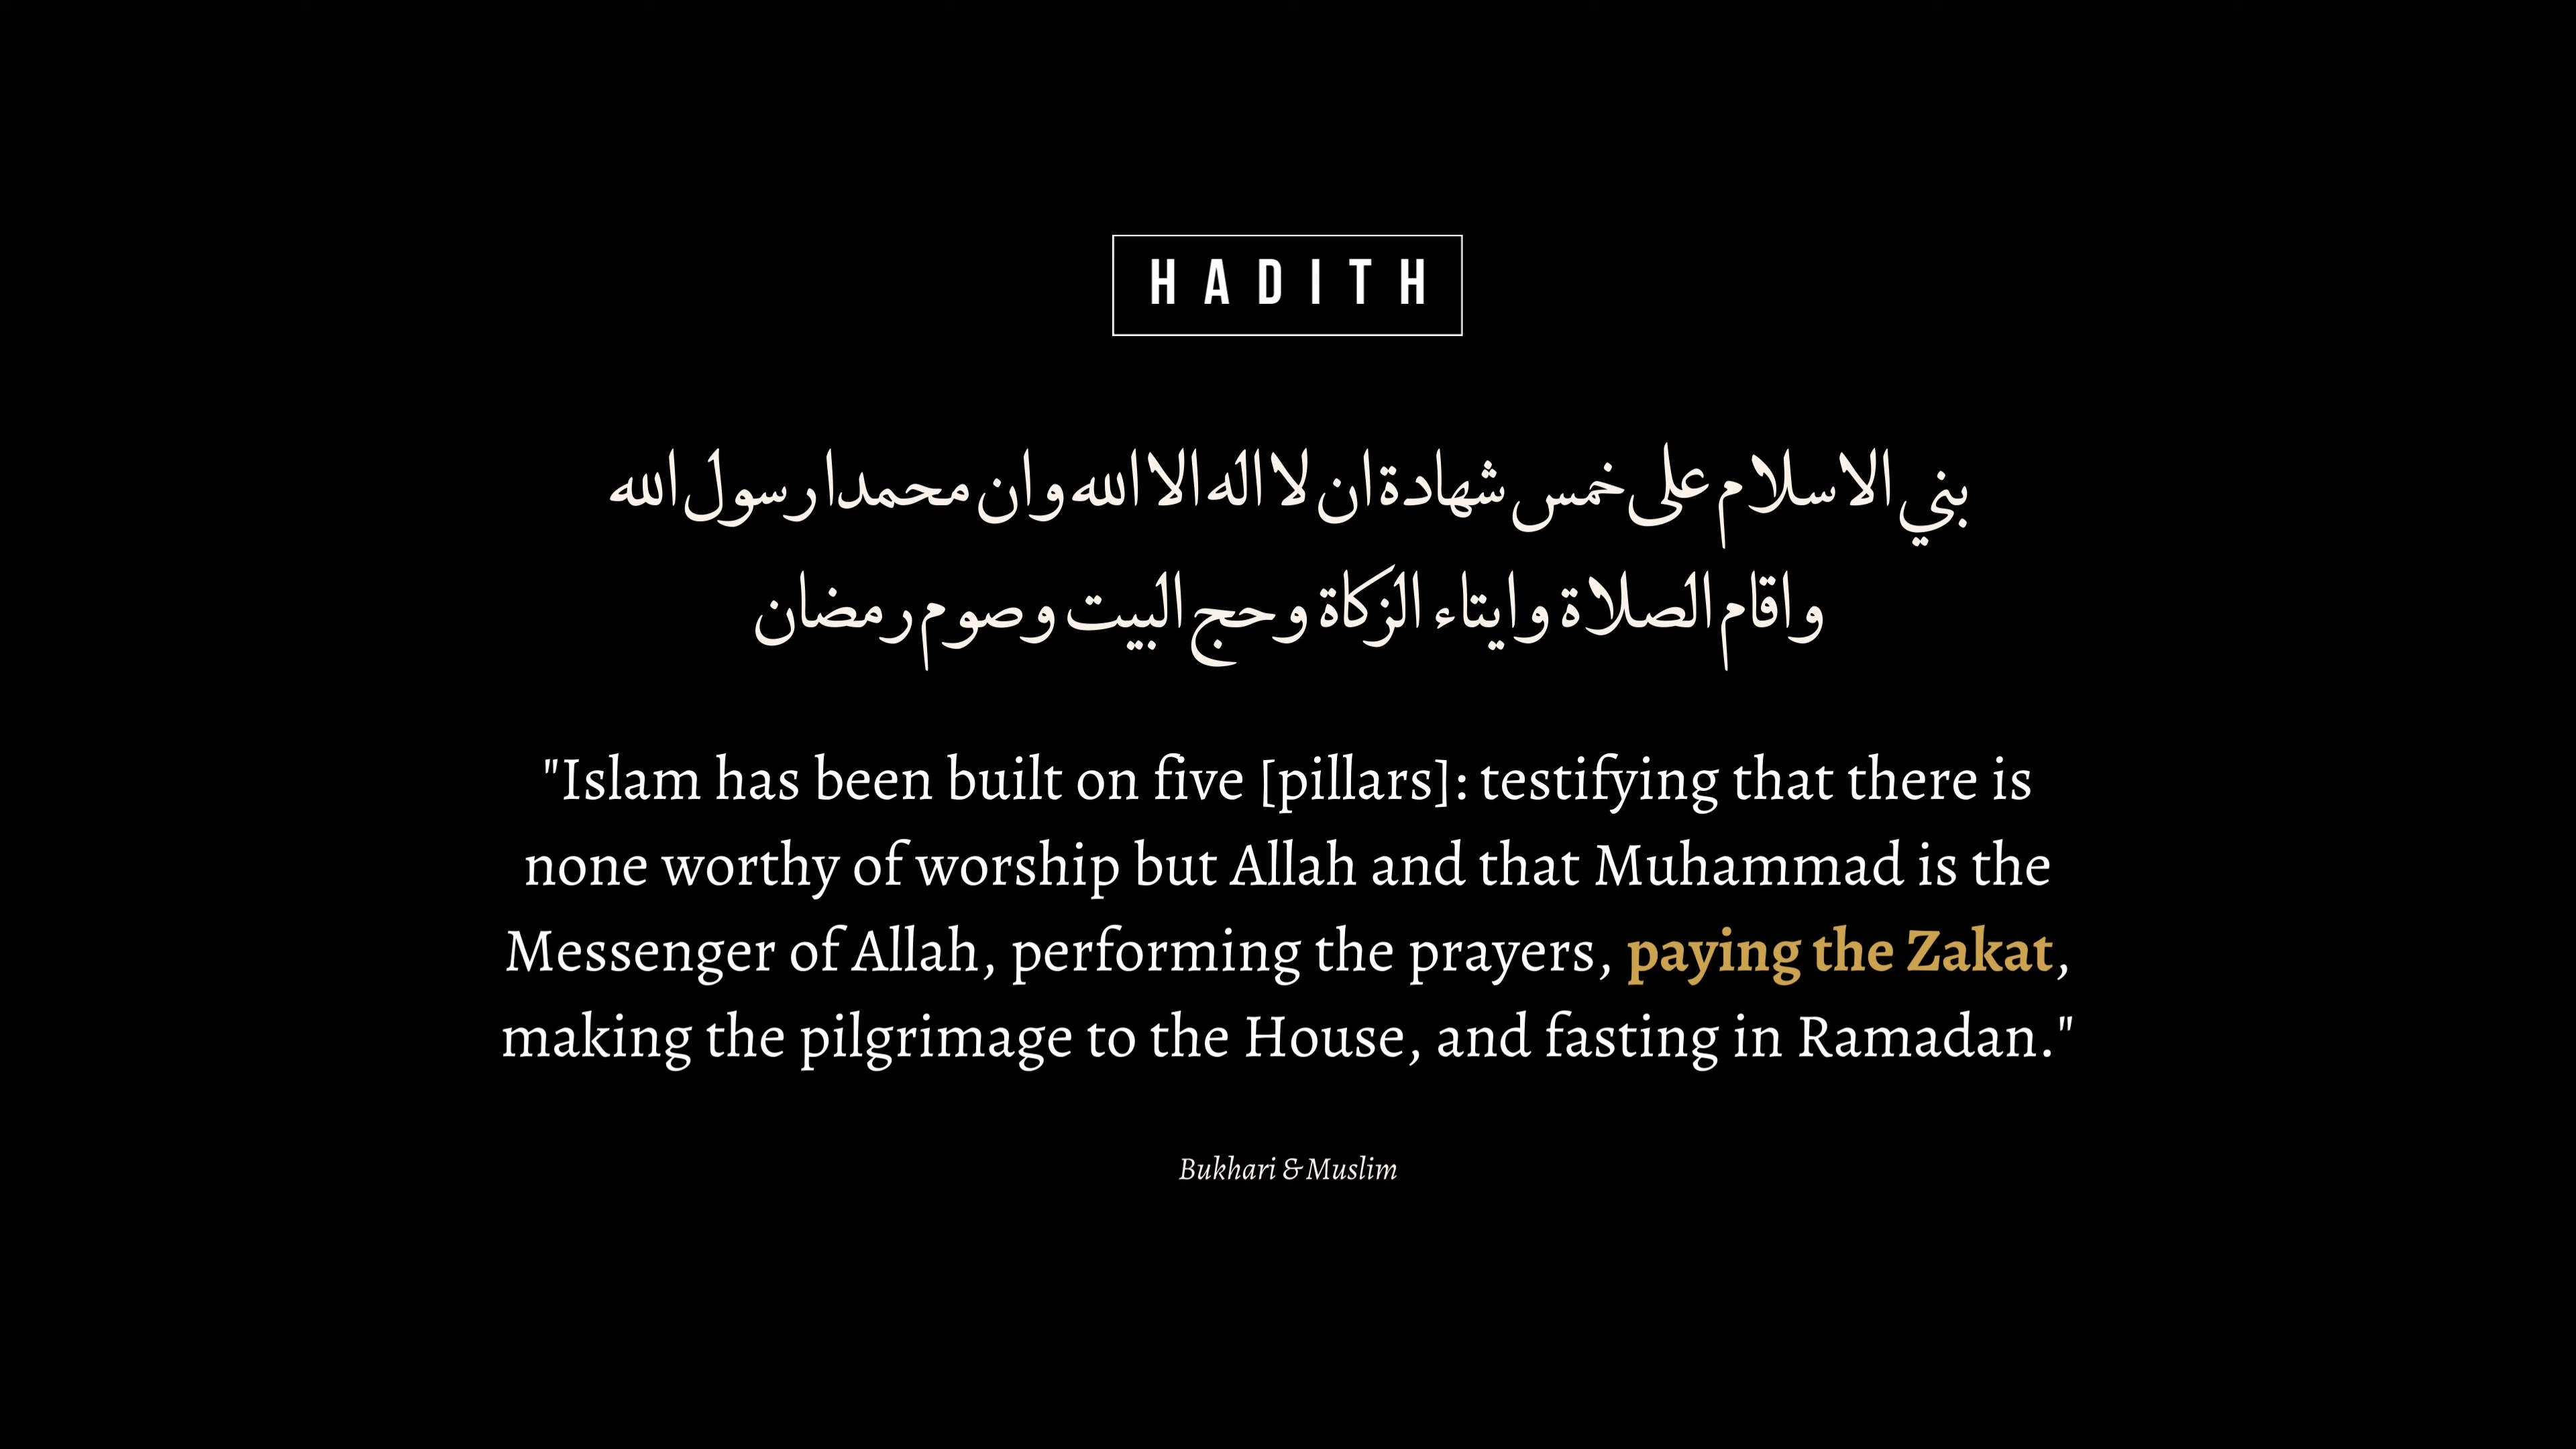 HADITH
بني الاسلام على خمس شهادة ان لا اله الا الله وان محمدا رسول الله
واقام الصلاة وايتاء الزكاة وحج البيت وصوم رمضان
"Islam has been built on five [pillars]: testifying that there is
none worthy of worship but Allah and that Muhammad is the
Messenger of Allah, performing the prayers, paying the Zakat,
making the pilgrimage to the House, and fasting in Ramadan."
Bukhari & Muslim